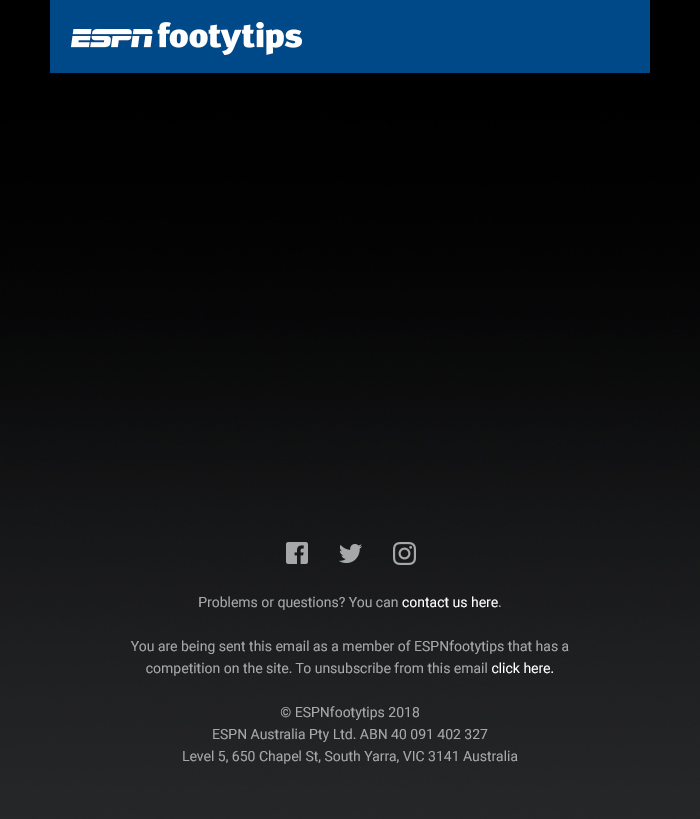 ESPN footytips
Problems or questions? You can contact us here.
You are being sent this email as a member of ESPNfootytips that has a
competition on the site. To unsubscribe from this email click here.
© ESPNfootytips 2018
ESPN Australia Pty Ltd. ABN 40 091 402 327
Level 5, 650 Chapel St, South Yarra, VIC 3141 Australia